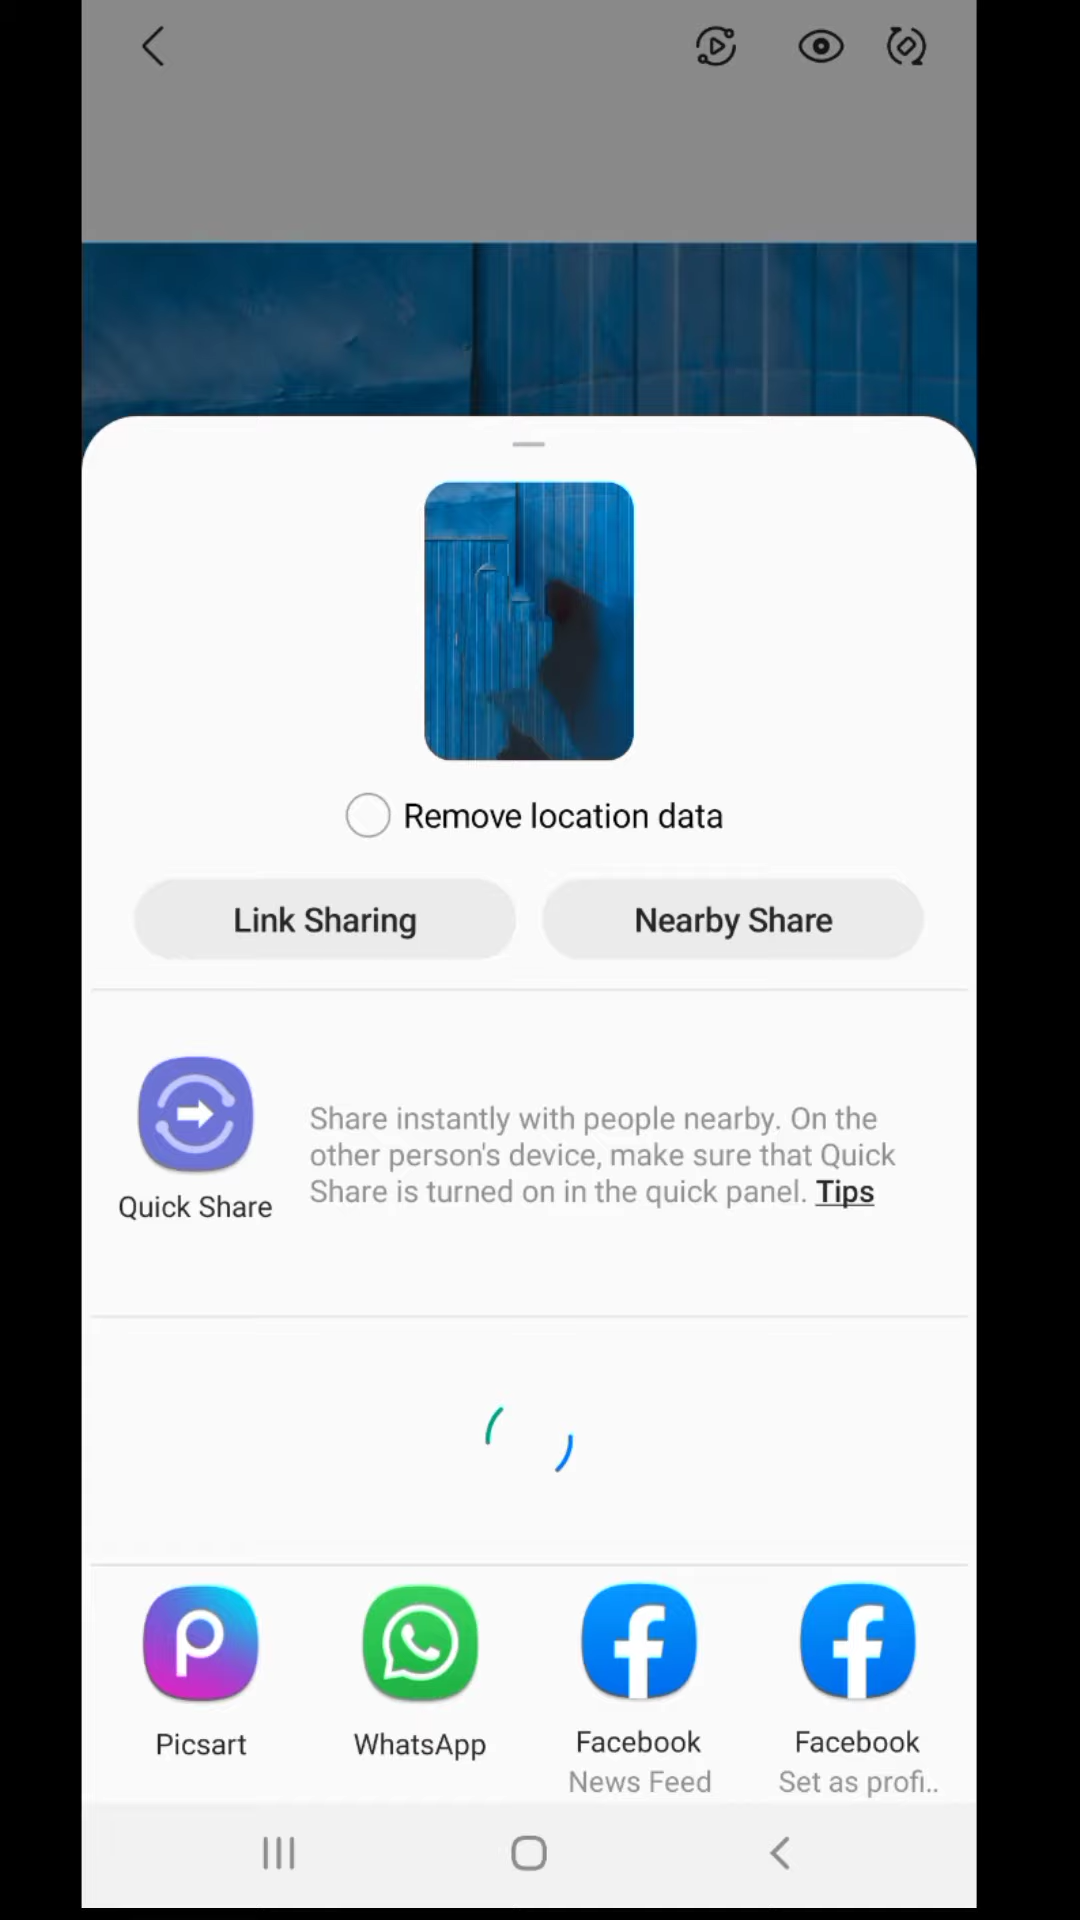 Remove location data
Link Sharing
Nearby Share
Share instantly with people nearby. On the
other person's device, make sure that Quick
Share is turned on in the quick panel. Tips
Quick Share
Picsart
WhatsApp
Facebook
News Feed
Facebook
Set as profi..